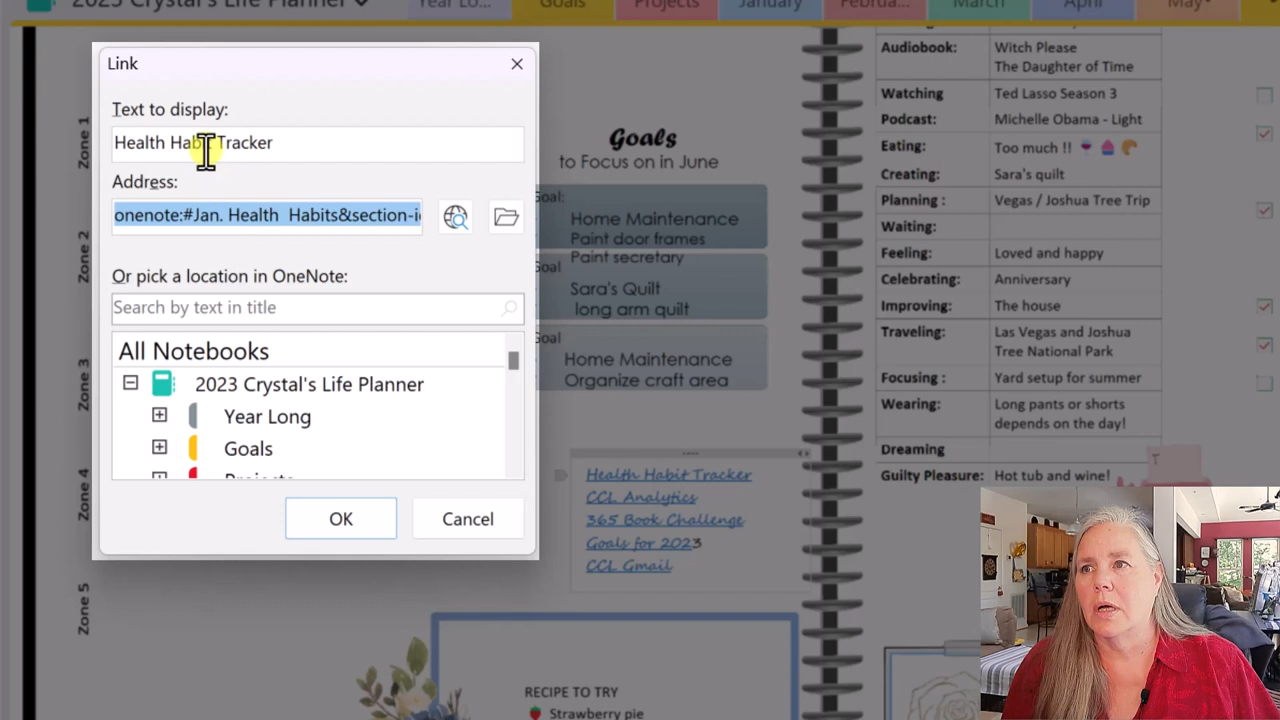 2023 Crystal's Life Planner
Year Lo...
Goals
Projects
January
Februa...
March
April
May
Link
Text to display:
Health Habit Tracker
Address:
onenote:#Jan. Health  Habits&section-i
Or pick a location in OneNote:
Search by text in title
All Notebooks
2023 Crystal's Life Planner
Year Long
Goals
Projects
OK
Cancel
Zone 1
Zone 2
Zone 3
Zone 4
Zone 5
Goals
to Focus on in June
Goal:
Home Maintenance
Paint door frames
Paint secretary
Goal
Sara's Quilt
long arm quilt
Goal
Home Maintenance
Organize craft area
Health Habit Tracker
CCL Analytics
365 Book Challenge
Goals for 2023
CCL Gmail
RECIPE TO TRY
Strawberry pie
Audiobook: Witch Please
The Daughter of Time
Watching Ted Lasso Season 3
Podcast: Michelle Obama - Light
Eating: Too much !! 🍷 🧁 🥐
Creating: Sara's quilt
Planning : Vegas / Joshua Tree Trip
Waiting:
Feeling: Loved and happy
Celebrating: Anniversary
Improving: The house
Traveling: Las Vegas and Joshua
Tree National Park
Focusing : Yard setup for summer
Wearing: Long pants or shorts
depends on the day!
Dreaming
Guilty Pleasure: Hot tub and wine!
T